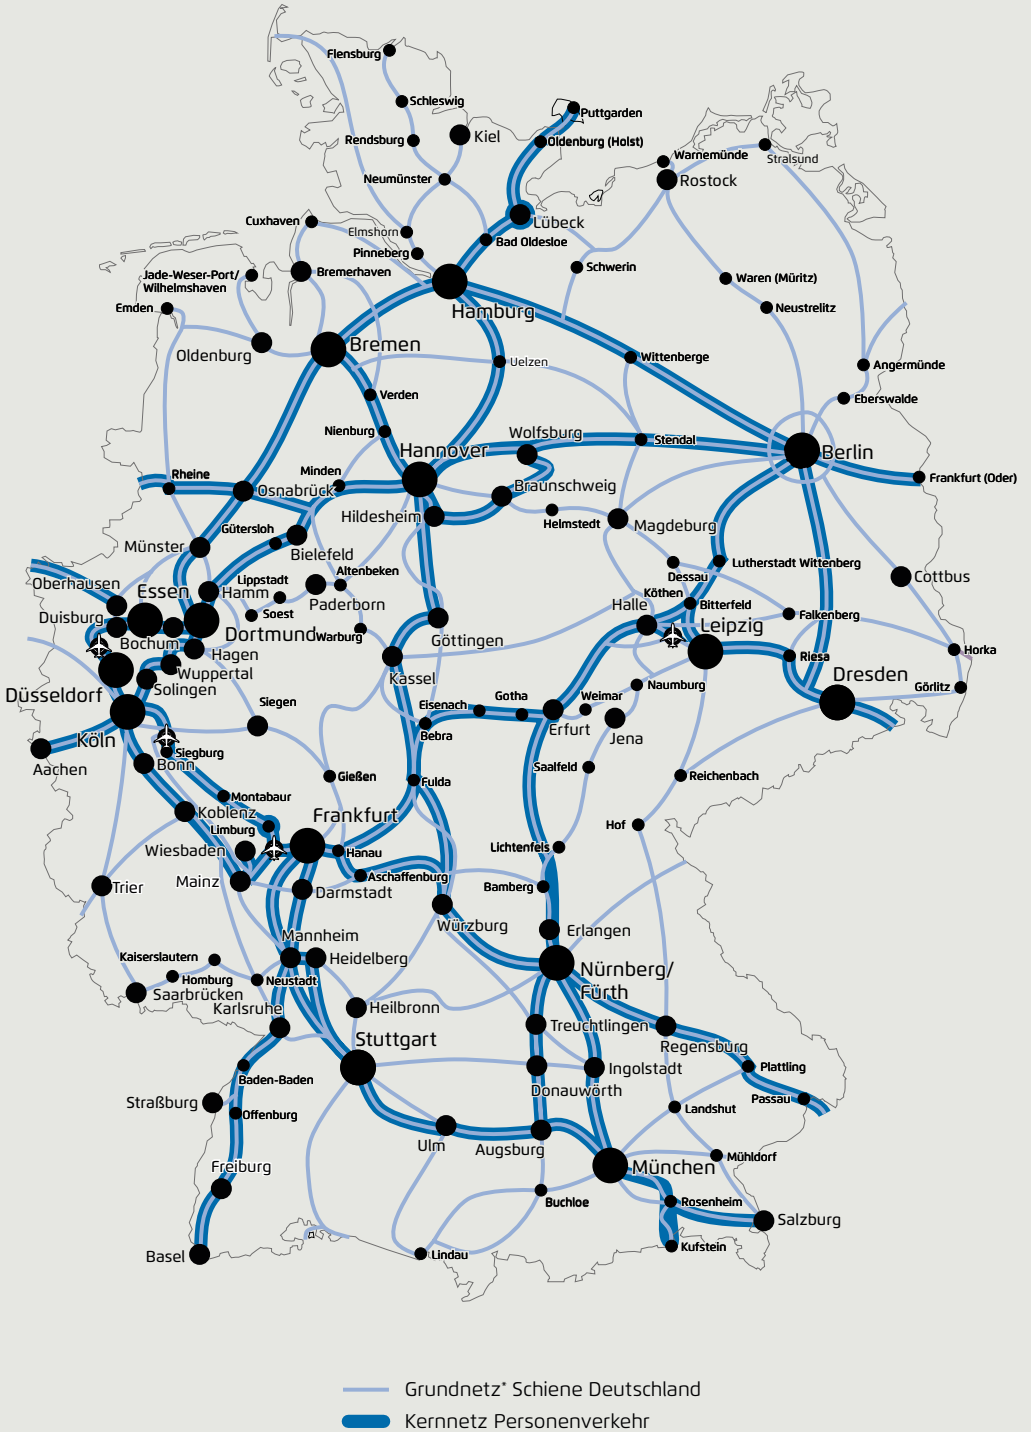 Flensburg
Schleswig
Puttgarden
Rendsburg
Kiel
Oldenburg (Holst)
Warnemünde
Stralsund
Neumünster
Rostock
Cuxhaven
Elmshorn
Lübeck
Bad Oldesloe
Pinneberg
Schwerin
Jade-Weser-Port/
Wilhelmshaven
Bremerhaven
Waren (Müritz)
Emden
Hamburg
Neustrelitz
Oldenburg
Bremen
Uelzen
Wittenberge
Angermünde
Verden
Eberswalde
Nienburg
Wolfsburg
Stendal
Hannover
Berlin
Rheine
Minden
Osnabrück
Braunschweig
Frankfurt (Oder)
Hildesheim
Helmstedt
Magdeburg
Gütersloh
Münster
Bielefeld
Lutherstadt Wittenberg
Oberhausen
Essen
Hamm
Lippstadt
Altenbeken
Dessau
Cottbus
Paderborn
Köthen
Bitterfeld
Duisburg
Soest
Halle
Falkenberg
Bochum
Dortmund
Warburg
Göttingen
Leipzig
Hagen
Horka
Wuppertal
Kassel
Riesa
Düsseldorf
Solingen
Naumburg
Dresden
Görlitz
Siegen
Eisenach
Gotha
Weimar
Köln
Bebra
Erfurt
Jena
Siegburg
Aachen
Bonn
Saalfeld
Reichenbach
Gießen
Fulda
Montabaur
Koblenz
Frankfurt
Hof
Limburg
Wiesbaden
Hanau
Lichtenfels
Mainz
Aschaffenburg
Trier
Darmstadt
Bamberg
Würzburg
Mannheim
Erlangen
Kaiserslautern
Heidelberg
Nürnberg/
Fürth
Homburg
Neustadt
Saarbrücken
Karlsruhe
Heilbronn
Treuchtlingen
Stuttgart
Regensburg
Ingolstadt
Plattling
Baden-Baden
Donauwörth
Passau
Straßburg
Offenburg
Landshut
Ulm
Augsburg
Mühldorf
Freiburg
München
Buchloe
Rosenheim
Salzburg
Basel
Lindau
Kufstein
Grundnetz* Schiene Deutschland
Kernnetz Personenverkehr